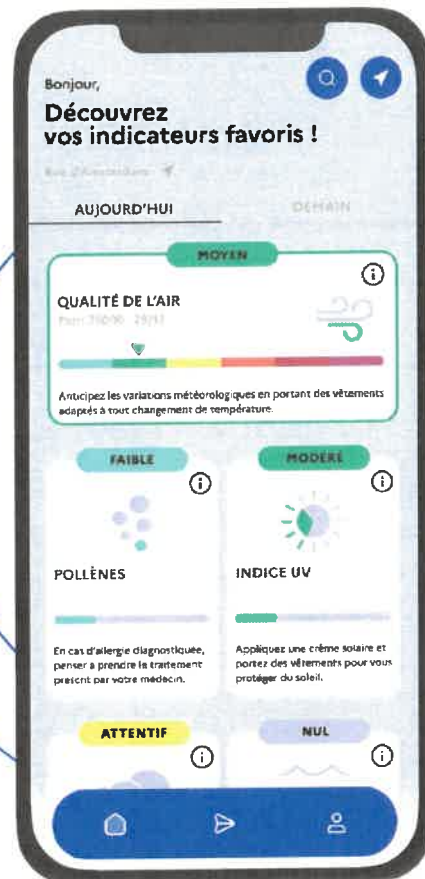 Bonjour,
Découvrez
vos indicateurs favoris !
AUJOURD'HUI
DEMAIN
MOYEN
QUALITÉ DE L'AIR
Anticipez les variations météorologiques en portant des vêtements
adaptés à tout changement de température.
FAIBLE
POLLÈNES
En cas d'allergie diagnostiquée,
penser a prendre le traitement
prescrit par votre médecin.
MODÉRÉ
INDICE UV
Appliquez une crème solaire et
portez des vêtements pour vous
protéger du soleil.
ATTENTIF
NUL